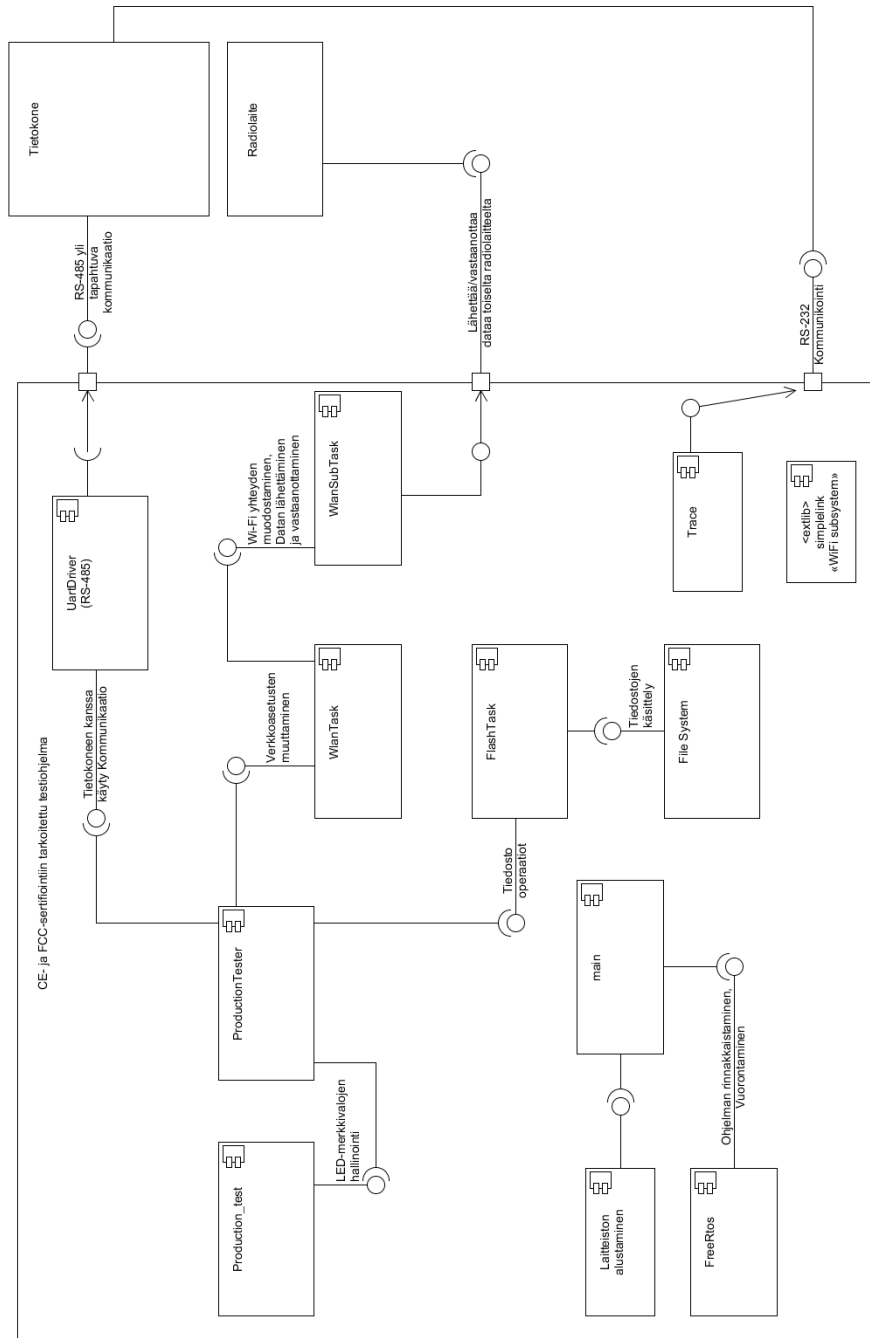 CE- ja FCC-sertifiointiin tarkoitettu testiohjelma
Production_test
LED-merkkivalojen
hallinointi
ProductionTester
Tietokoneen kanssa
käyty Kommunikaatio
UartDriver
(RS-485)
RS-485 yli
tapahtuva
kommunikaatio
Tietokone
Radiolaite
Verkkoasetusten
muuttaminen
WlanTask
Wi-Fi yhteyden
muodostaminen,
Datan lähettäminen
ja vastaanottaminen
WlanSubTask
Lähettää/vastaanottaa
dataa toiselta radiolaitteelta
Tiedosto
operaatiot
FlashTask
Tiedostojen
käsittely
File System
Laitteiston
alustaminen
main
FreeRtos
Ohjelman rinnakkaistaminen,
Vuorontaminen
Trace
<extlib>
simplelink
«WiFi subsystem»
RS-232
Kommunikointi